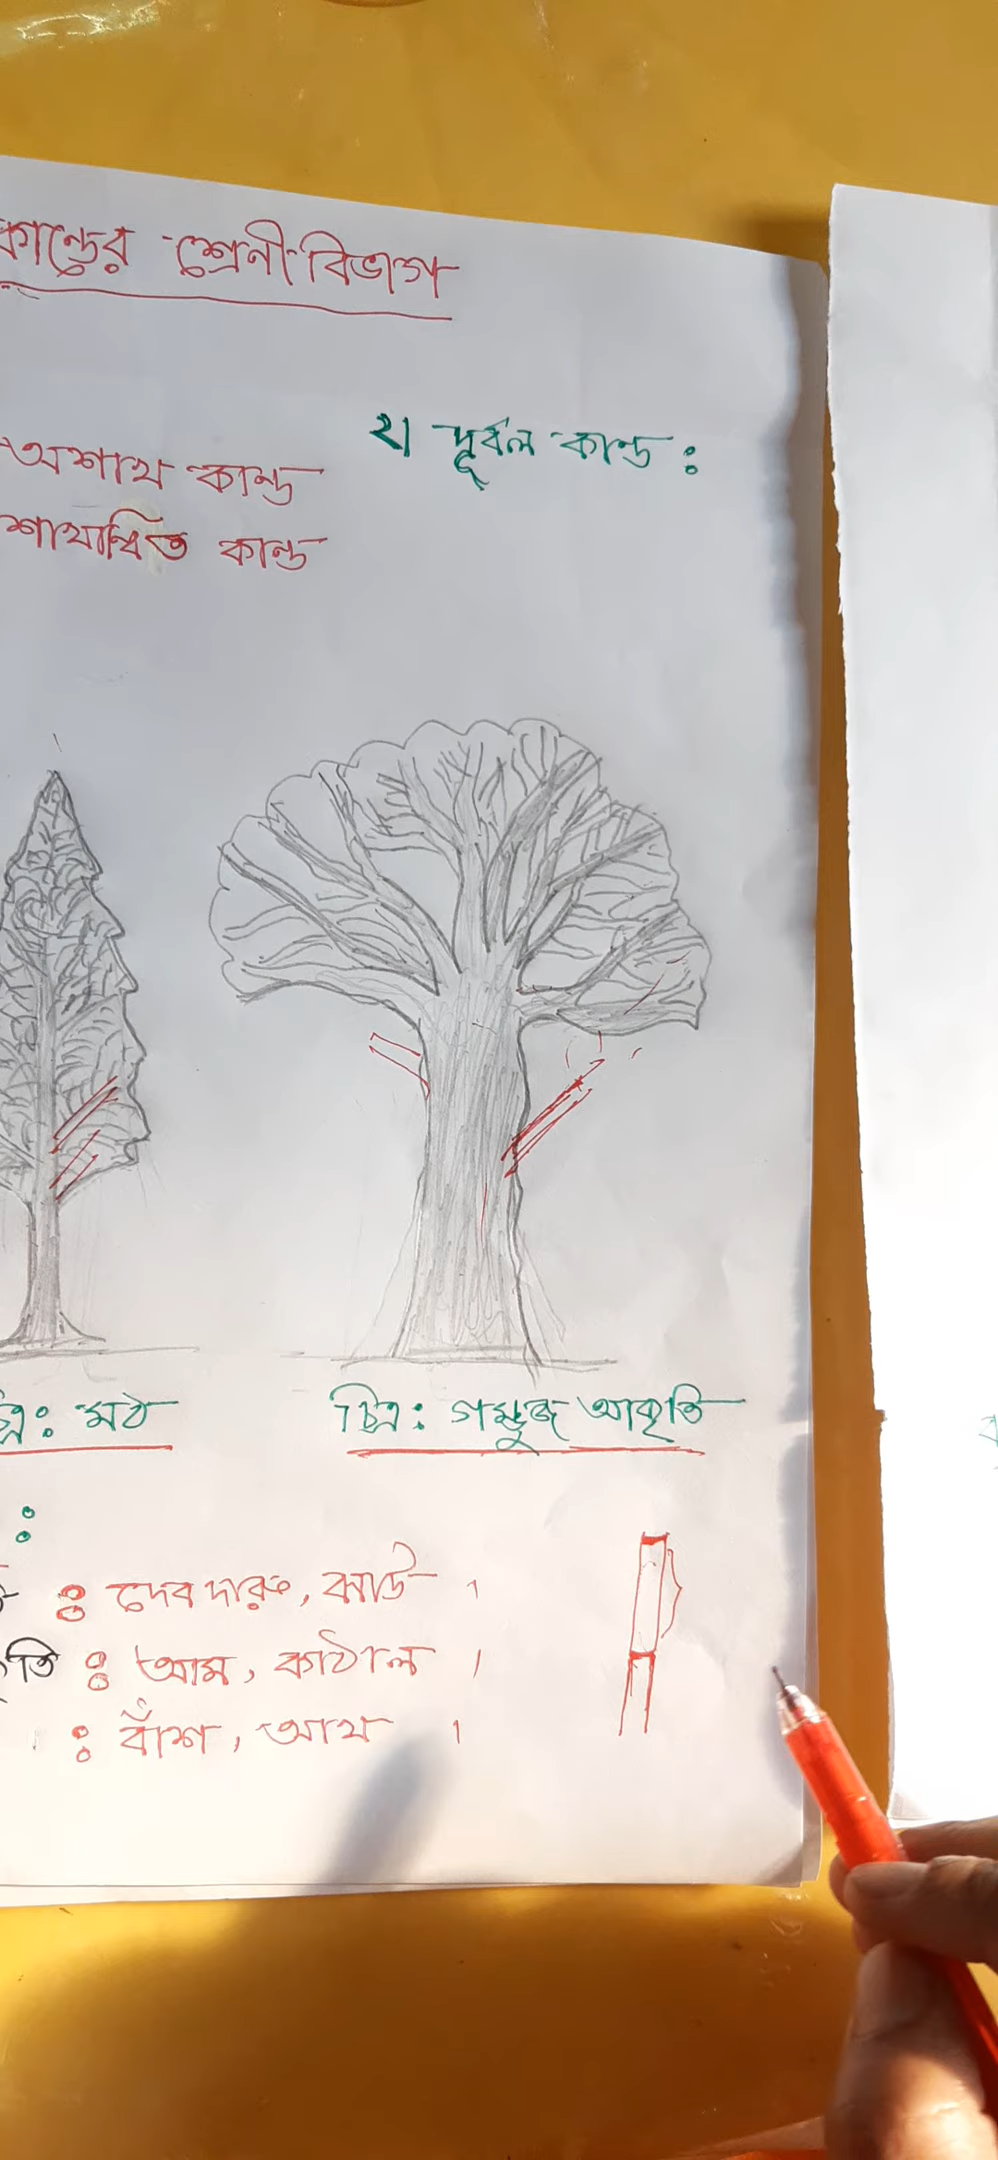 কান্ডের শ্রেনীবিভাগ
২। দূর্বল কান্ড :
অশাখ কান্ড
শাখান্বিত কান্ড
চিত্র: মঠ
চিত্র: গম্বুজ আকৃতি
:
: দেবদারু, ঝাউ ।
: আম, কাঠাল ।
: বাঁশ, আখ ।